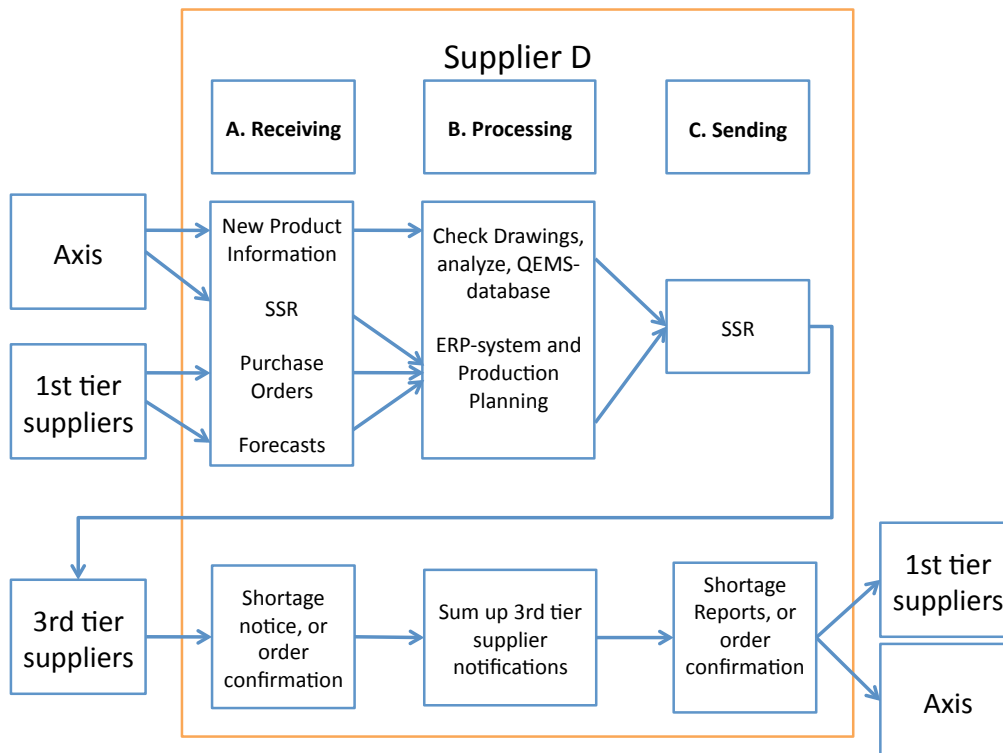 Supplier D
A. Receiving
B. Processing
C. Sending
Axis
1st tier
suppliers
New Product
Information
SSR
Purchase
Orders
Forecasts
Check Drawings,
analyze, QEMS-
database
ERP-system and
Production
Planning
SSR
3rd tier
suppliers
Shortage
notice, or
order
confirmation
Sum up 3rd tier
supplier
notifications
Shortage
Reports, or
order
confirmation
1st tier
suppliers
Axis